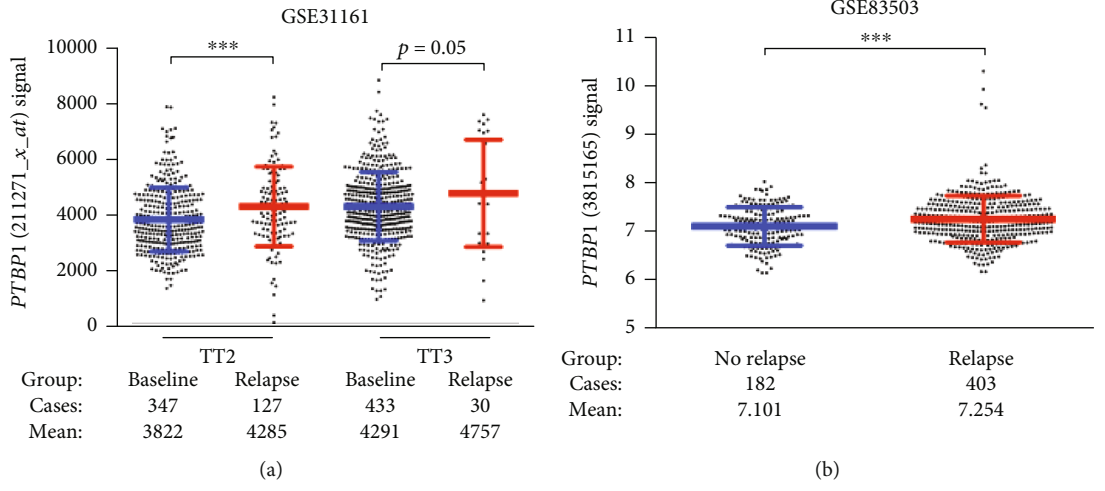 GSE31161
PTBP1 (211271_x_at) signal
10000
8000
6000
4000
2000
0
***
p = 0.05
TT2
TT3
Group: Baseline Relapse Baseline Relapse
Cases: 347 127 433 30
Mean: 3822 4285 4291 4757
(a)
GSE83503
PTBP1 (3815165) signal
11
10
9
8
7
6
5
***
Group: No relapse Relapse
Cases: 182 403
Mean: 7.101 7.254
(b)